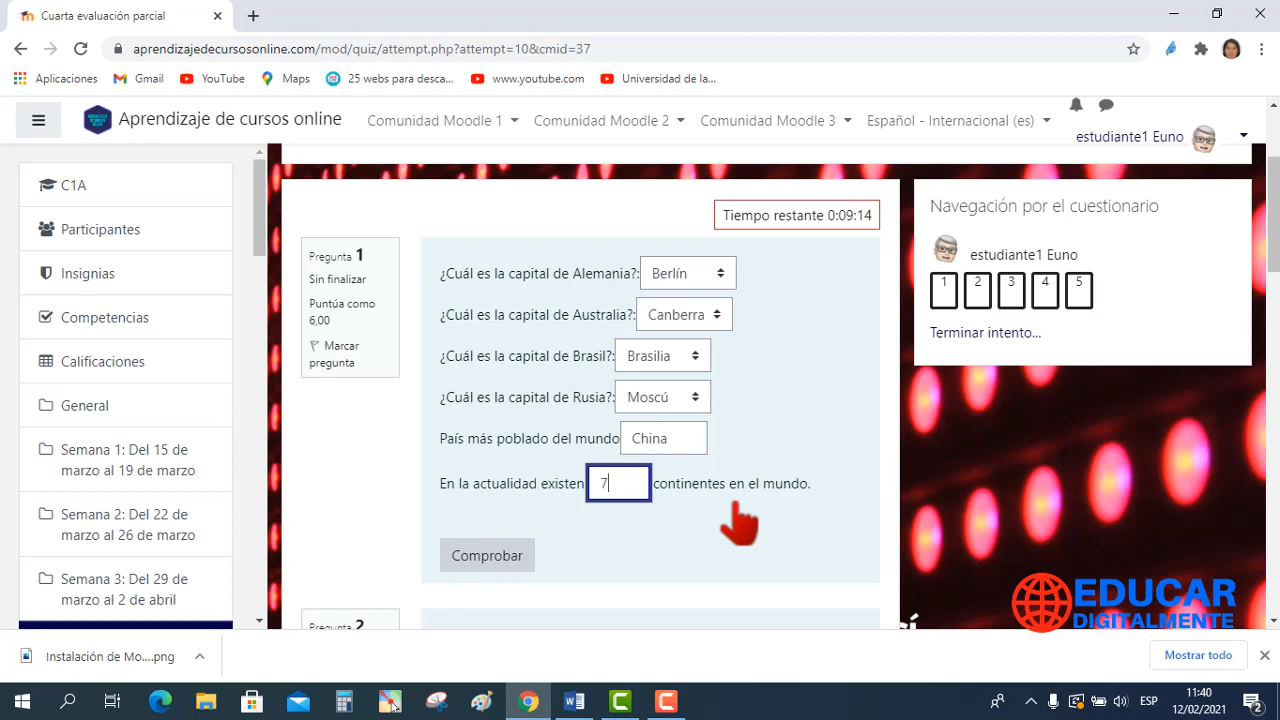 Cuarta evaluación parcial
aprendizajedecursosonline.com/mod/quiz/attempt.php?attempt=10&cmid=37
Aplicaciones
Gmail
YouTube
Maps
25 webs para desca...
www.youtube.com
Universidad de la...
Aprendizaje de cursos online
Comunidad Moodle 1
Comunidad Moodle 2
Comunidad Moodle 3
Español - Internacional (es)
estudiante1 Euno
C1A
Participantes
Insignias
Competencias
Calificaciones
General
Semana 1: Del 15 de
marzo al 19 de marzo
Semana 2: Del 22 de
marzo al 26 de marzo
Semana 3: Del 29 de
marzo al 2 de abril
Tiempo restante 0:09:14
Pregunta 1
Sin finalizar
Puntúa como
6,00
Marcar
pregunta
¿Cuál es la capital de Alemania?: Berlín
¿Cuál es la capital de Australia?: Canberra
¿Cuál es la capital de Brasil?: Brasilia
¿Cuál es la capital de Rusia?: Moscú
País más poblado del mundo China
En la actualidad existen 7 continentes en el mundo.
Comprobar
Pregunta 2
Navegación por el cuestionario
estudiante1 Euno
1 2 3 4 5
Terminar intento...
EDUCAR
DIGITALMENTE
Instalación de Mo....png
Mostrar todo
ESP
11:40
12/02/2021
2